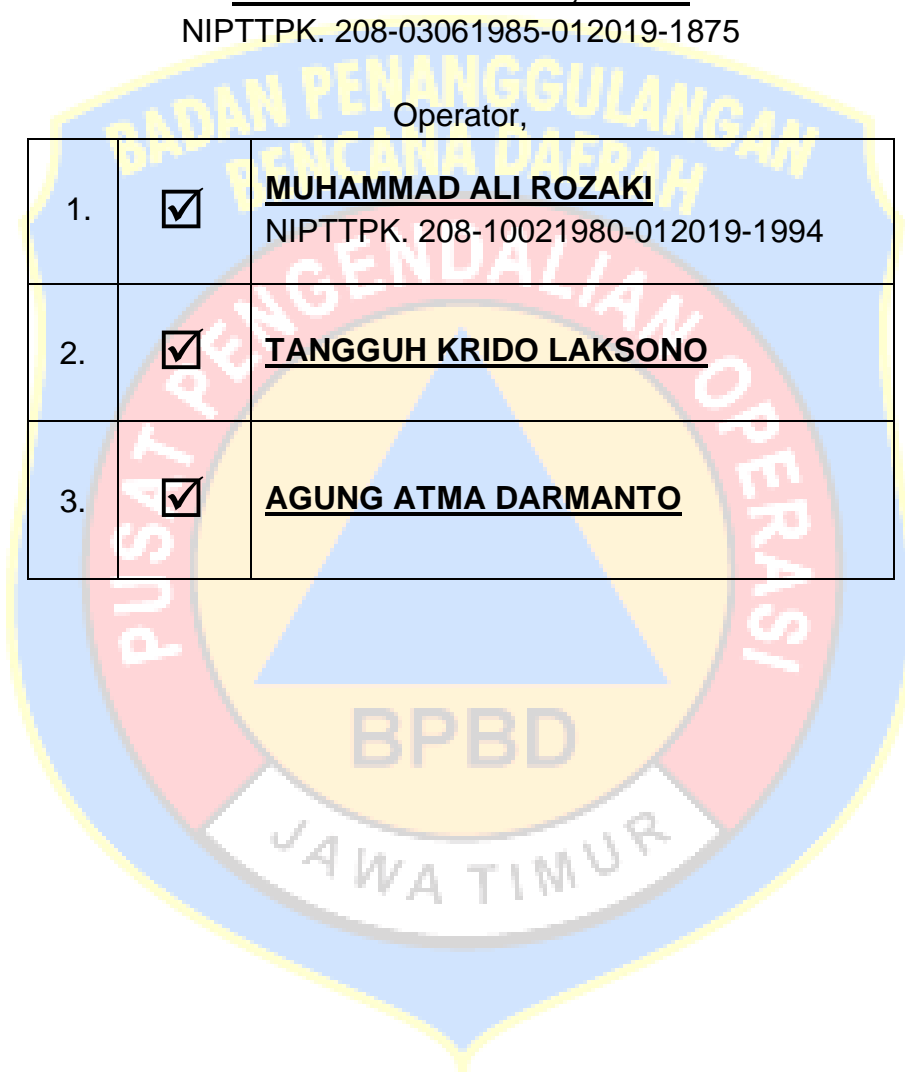 NIPTTPK. 208-03061985-012019-1875
Operator,
1. ☑ MUHAMMAD ALI ROZAKI
NIPTTPK. 208-10021980-012019-1994
2. ☑ TANGGUH KRIDO LAKSONO
3. ☑ AGUNG ATMA DARMANTO
BADAN PENANGGULANGAN
BENCANA DAERAH
PUSAT PENGENDALIAN OPERASI
BPBD
JAWA TIMUR